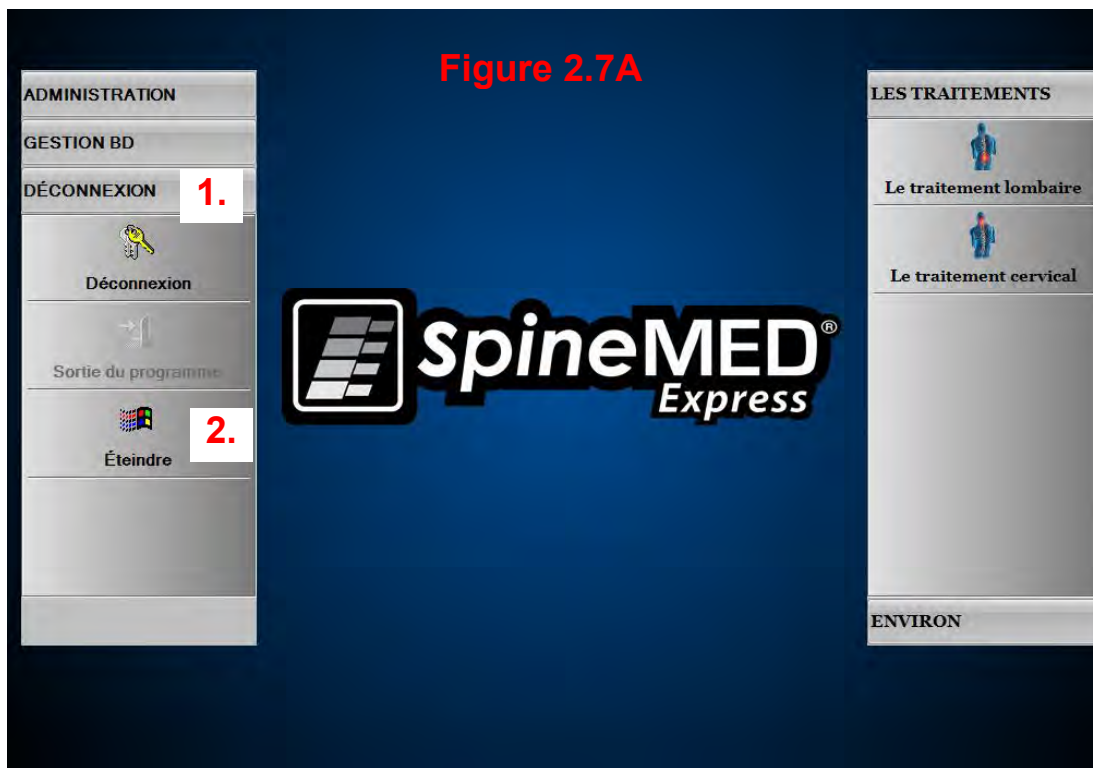 Figure 2.7A
ADMINISTRATION
GESTION BD
DÉCONNEXION 1.
Déconnexion
Sortie du programme
2.
Éteindre
SpineMED®
Express
LES TRAITEMENTS
Le traitement lombaire
Le traitement cervical
ENVIRON